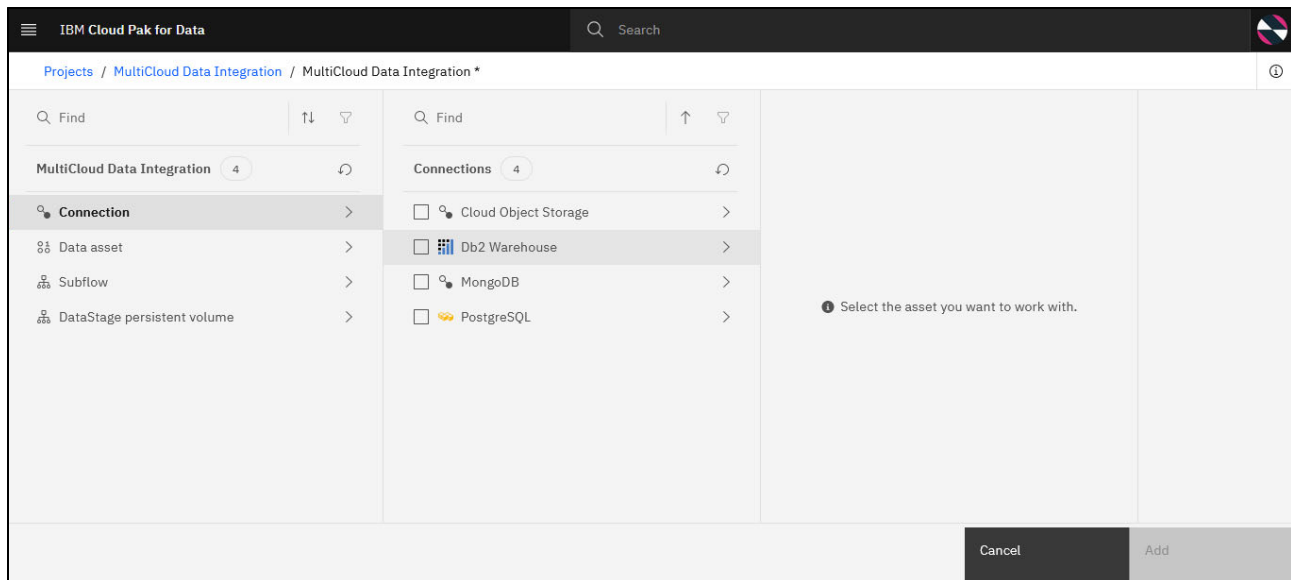 IBM Cloud Pak for Data
Search
Projects / MultiCloud Data Integration / MultiCloud Data Integration *
Find
MultiCloud Data Integration 4
Connection
Data asset
Subflow
DataStage persistent volume
Find
Connections 4
Cloud Object Storage
Db2 Warehouse
MongoDB
PostgreSQL
Select the asset you want to work with.
Cancel
Add